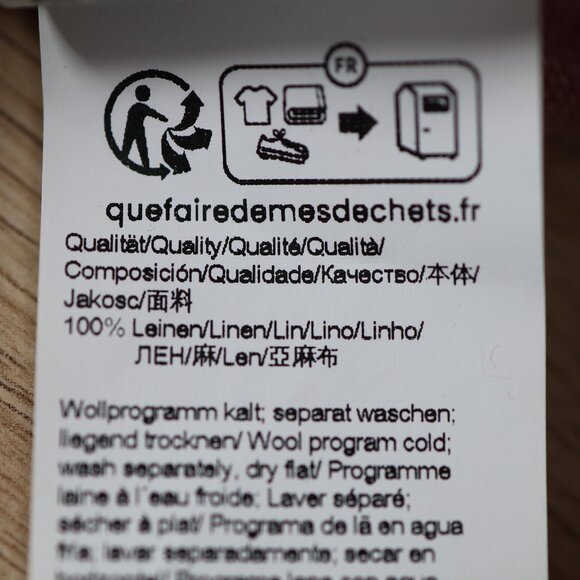 FR
quefairedemesdechets.fr
Qualität/Quality/Qualité/Qualità/
Composición/Qualidade/Качество/本体/
Jakosc/面料
100% Leinen/Linen/Lin/Lino/Linho/
ЛЕН/麻/Len/亞麻布
Wollprogramm kalt; separat waschen;
liegend trocknen/ Wool program cold;
wash separately, dry flat/ Programme
laine à l'eau froide; Laver séparé;
sécher à plat/ Programa de lã en agua
fria; lavar separadamente; secar en